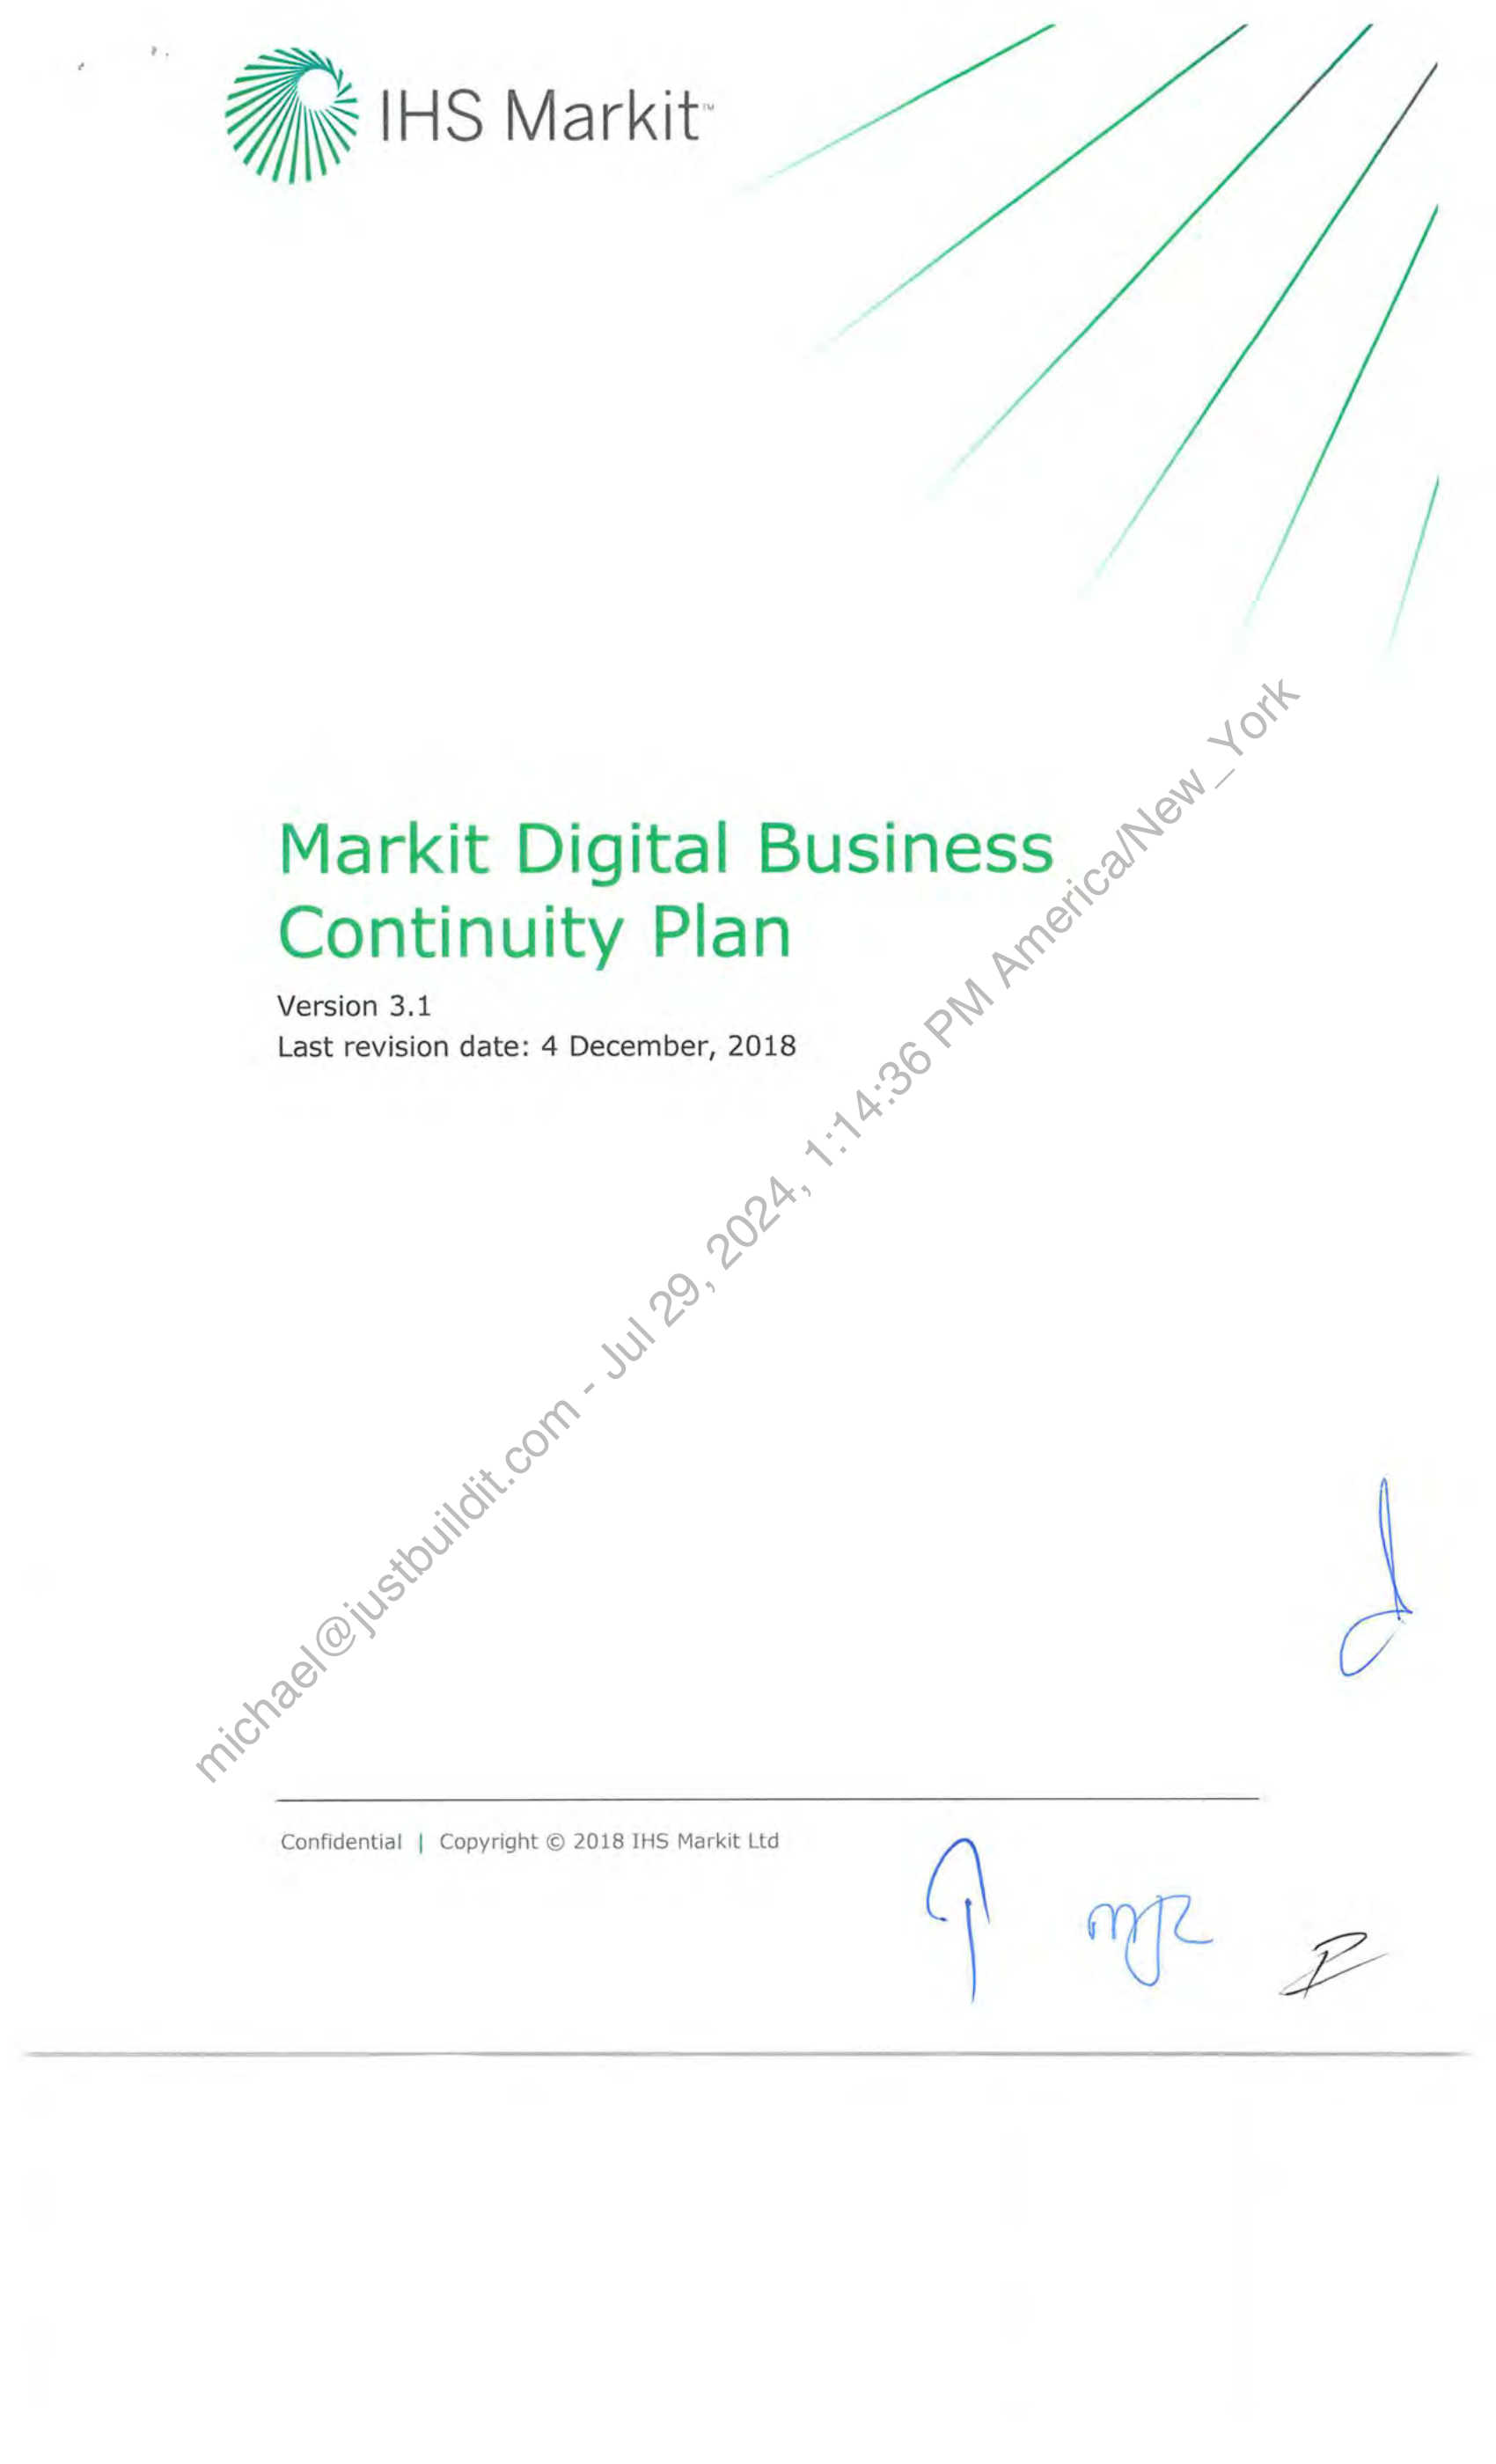 IHS Markit™
Markit Digital Business
Continuity Plan
Version 3.1
Last revision date: 4 December, 2018
michael@justbuildit.com - Jul 29, 2024, 1:14:36 PM America/New_York
Confidential | Copyright © 2018 IHS Markit Ltd